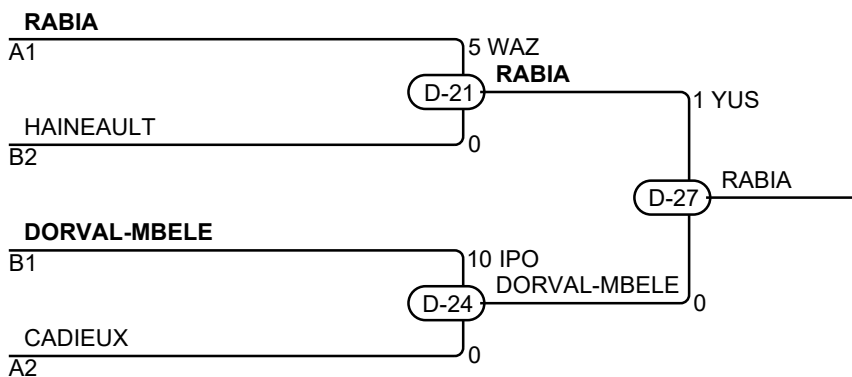 RABIA
A1
5 WAZ
RABIA
D-21
1 YUS
HAINEAULT
B2
0
D-27
RABIA
DORVAL-MBELE
B1
10 IPO
DORVAL-MBELE
D-24
0
CADIEUX
A2
0